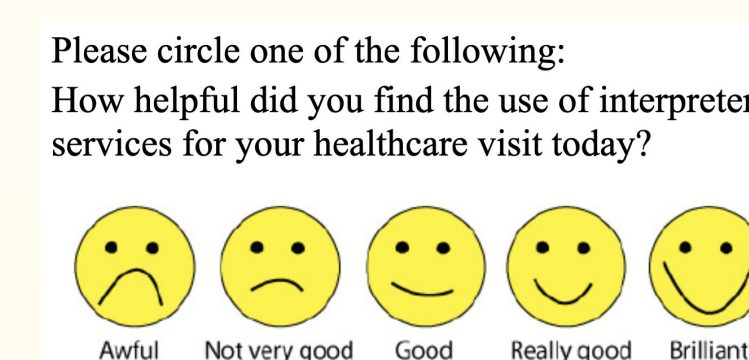 Please circle one of the following:
How helpful did you find the use of interpreter
services for your healthcare visit today?
Awful Not very good Good Really good Brilliant